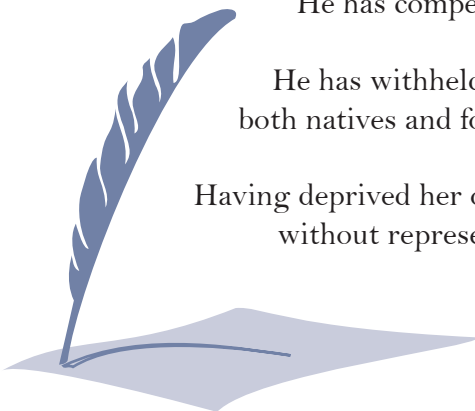 He has compe
He has withheld
both natives and fo
Having deprived her o
without represe